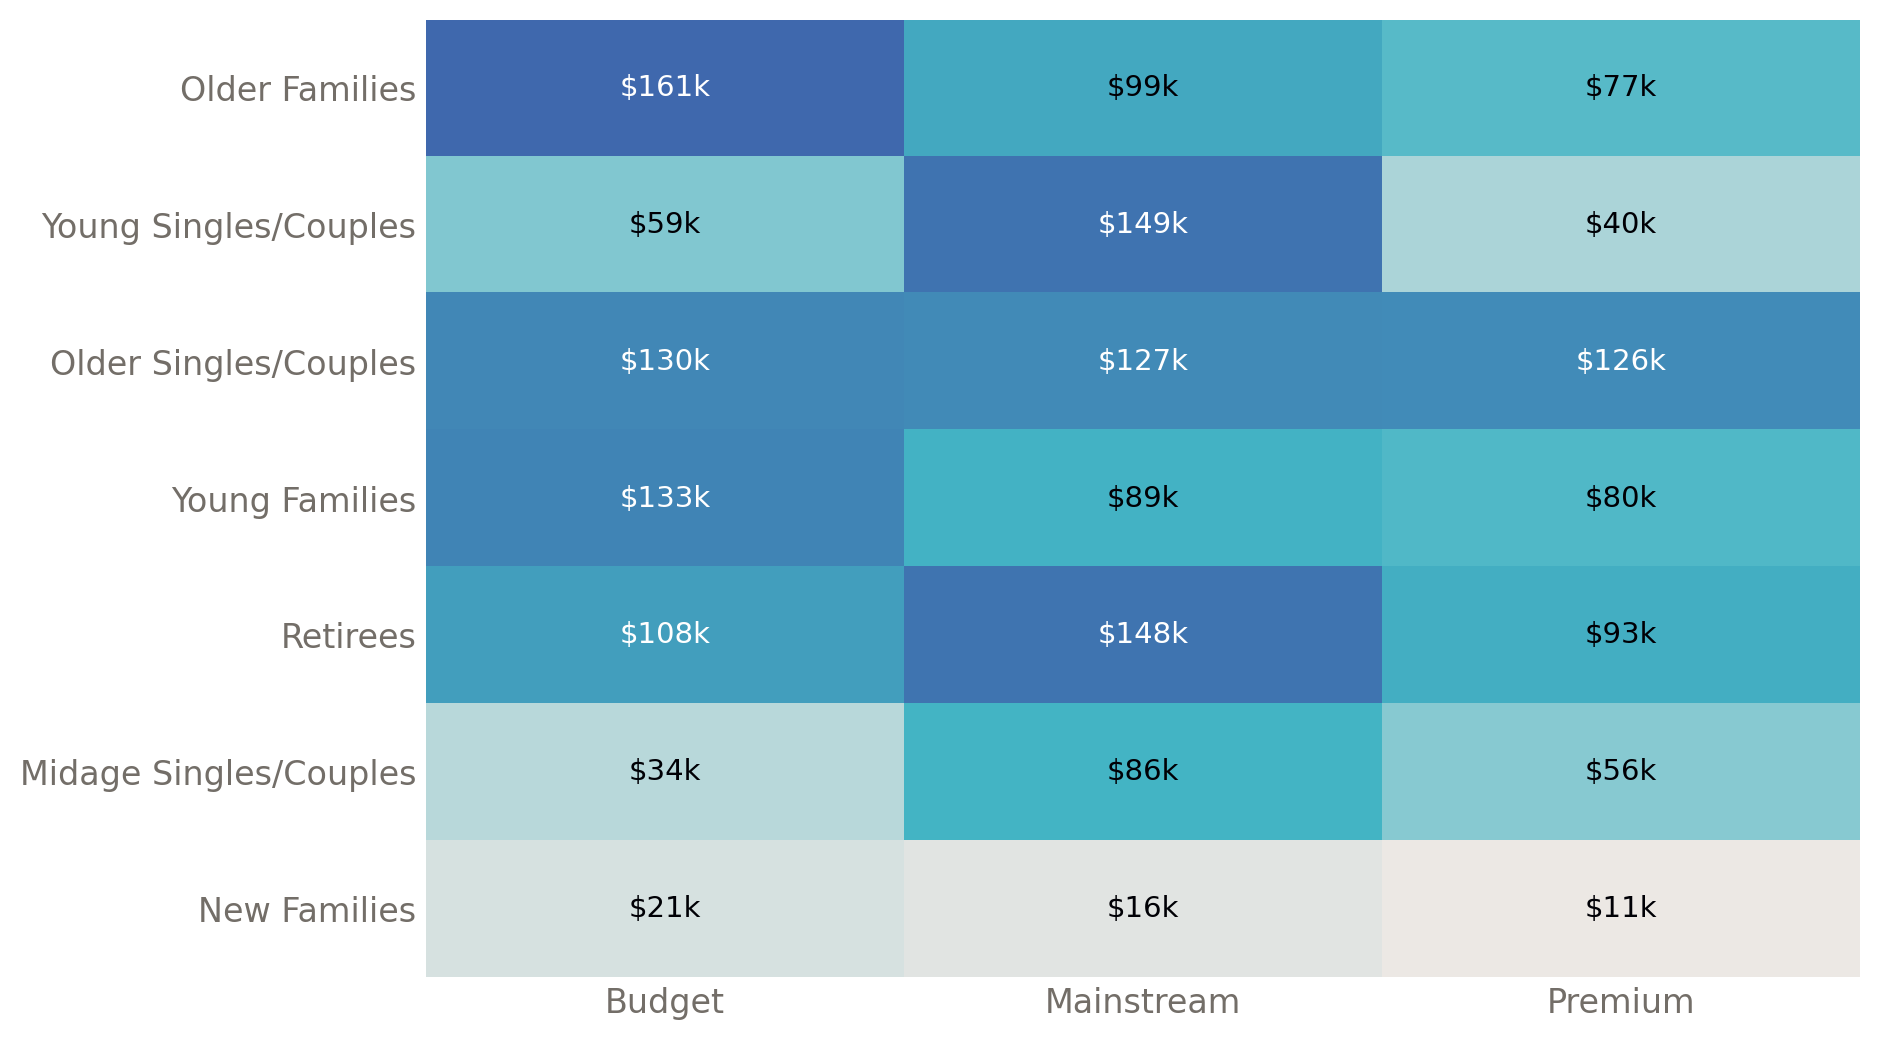 Older Families $161k $99k $77k
Young Singles/Couples $59k $149k $40k
Older Singles/Couples $130k $127k $126k
Young Families $133k $89k $80k
Retirees $108k $148k $93k
Midage Singles/Couples $34k $86k $56k
New Families $21k $16k $11k
Budget Mainstream Premium